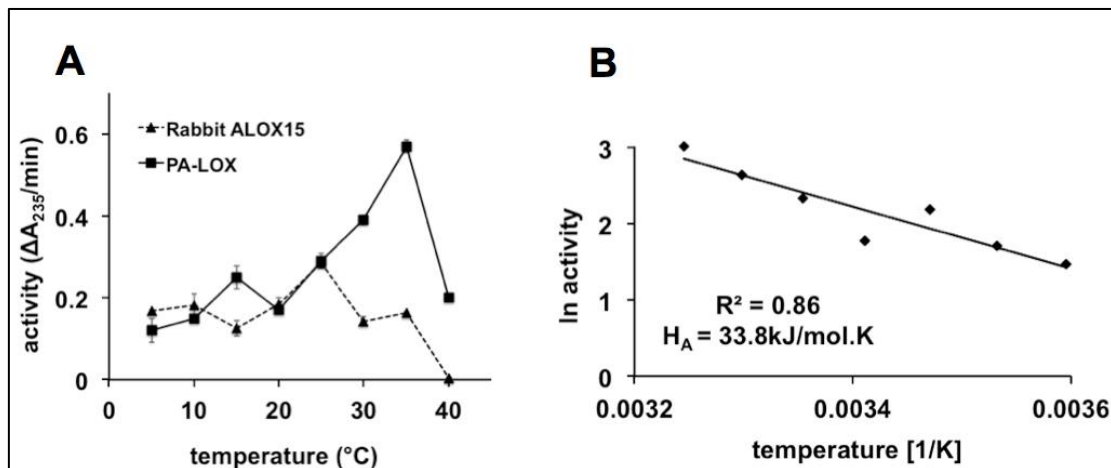 A
Rabbit ALOX15
PA-LOX
activity (ΔA235/min)
0.6
0.4
0.2
0
0 10 20 30 40
temperature (°C)
B
ln activity
3
2
1
0
R² = 0.86
HA = 33.8kJ/mol.K
0.0032 0.0034 0.0036
temperature [1/K]